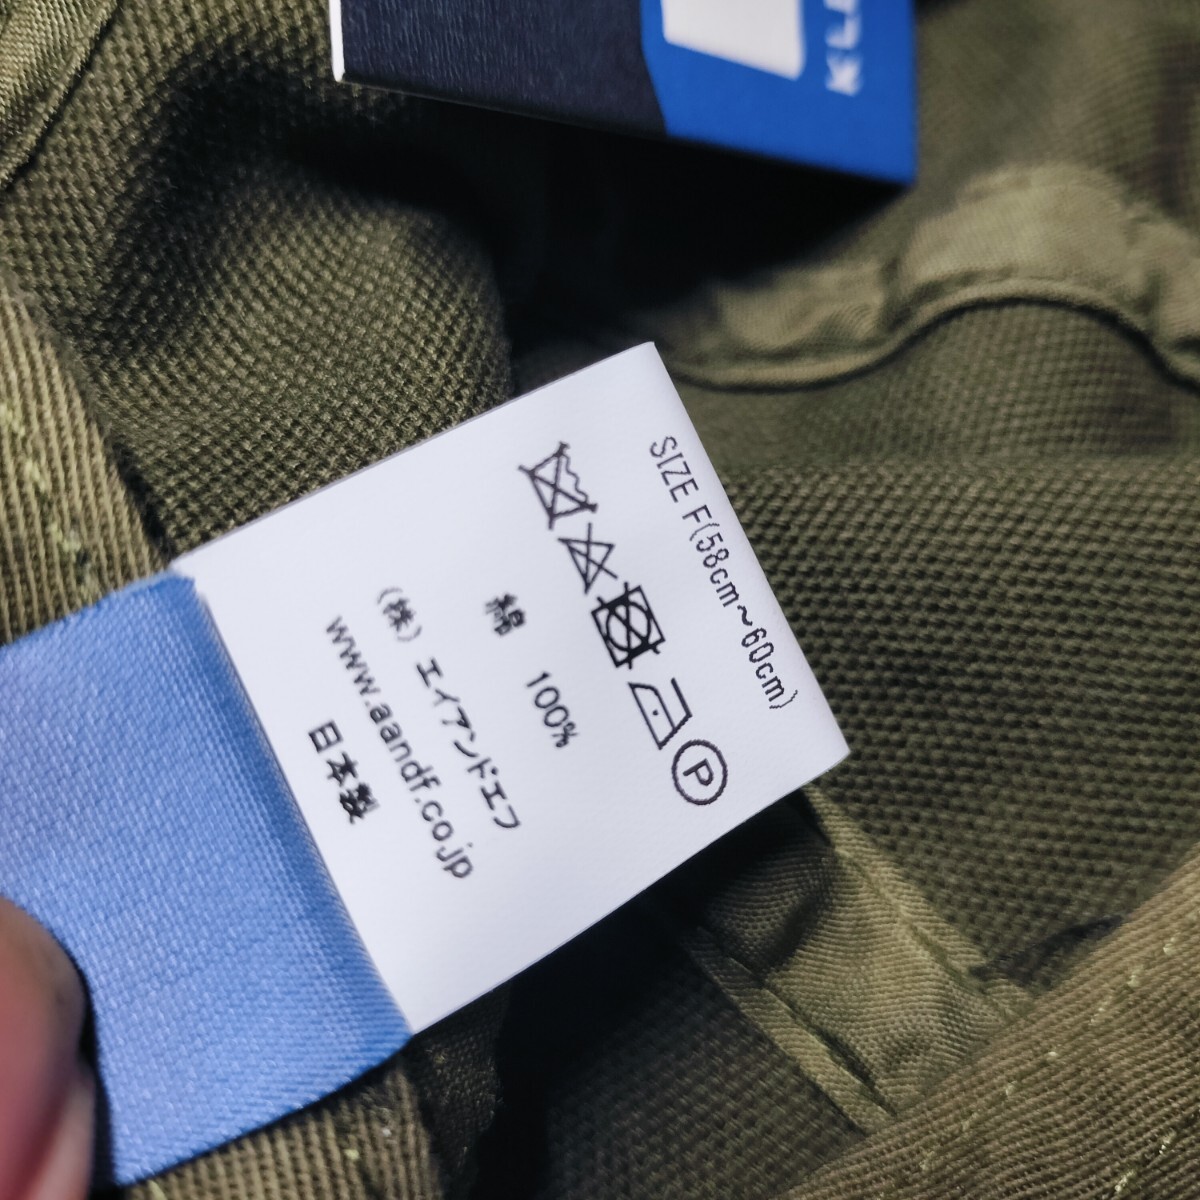 SIZE F(58cm～60cm)
P
綿 100%
(株)エイアンドエフ
www.aandf.co.jp
日本製